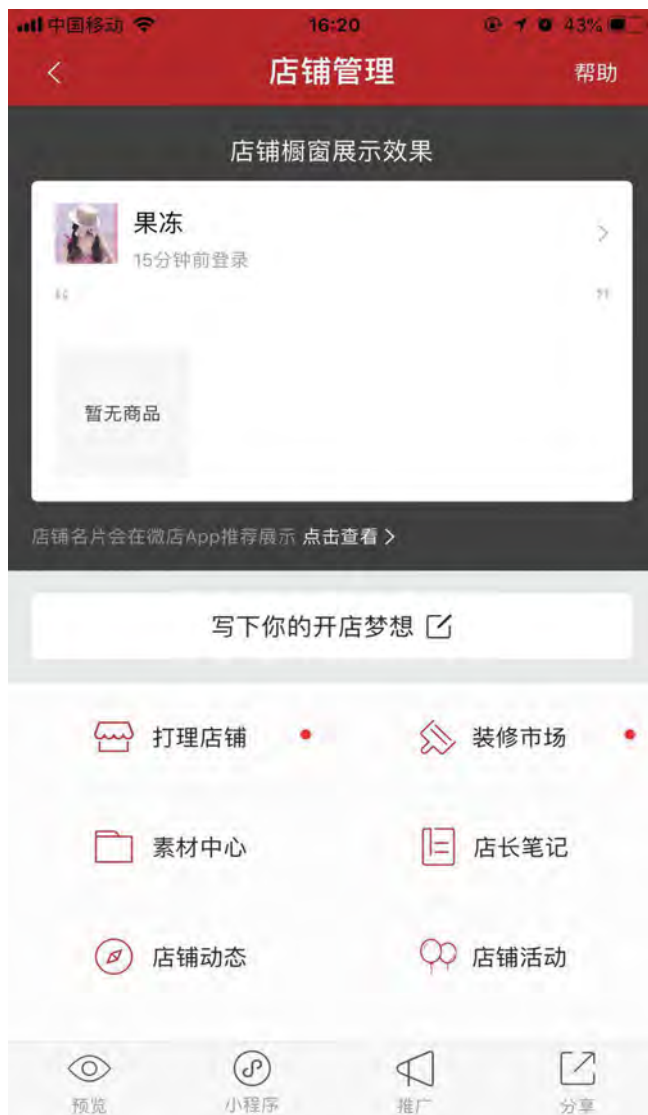 中国移动 16:20 43%
店铺管理 帮助
店铺橱窗展示效果
果冻
15分钟前登录
暂无商品
店铺名片会在微店App推荐展示 点击查看 >
写下你的开店梦想
打理店铺 装修市场
素材中心 店长笔记
店铺动态 店铺活动
预览 小程序 推广 分享